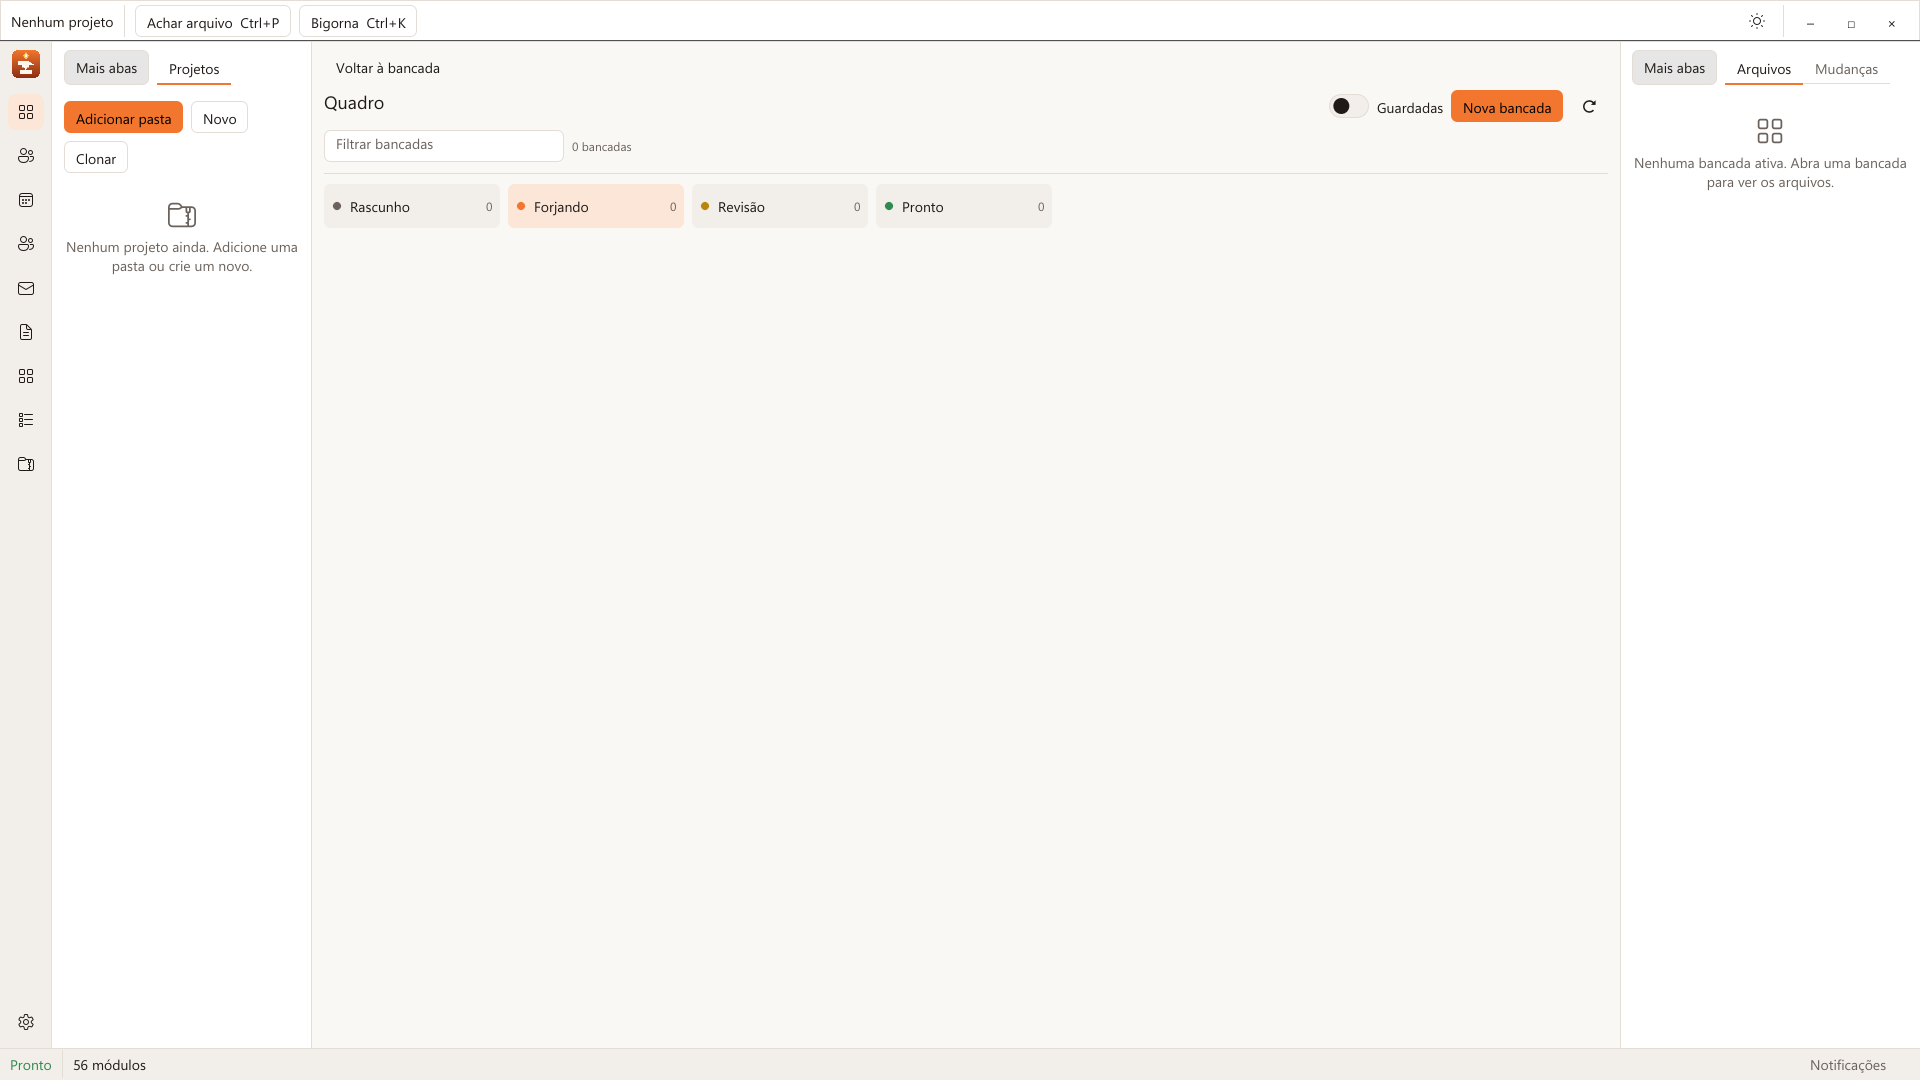 Nenhum projeto
Achar arquivo Ctrl+P
Bigorna Ctrl+K
Mais abas
Projetos
Adicionar pasta
Novo
Clonar
Nenhum projeto ainda. Adicione uma
pasta ou crie um novo.
Voltar à bancada
Quadro
Guardadas
Nova bancada
Filtrar bancadas
0 bancadas
Rascunho 0
Forjando 0
Revisão 0
Pronto 0
Mais abas
Arquivos
Mudanças
Nenhuma bancada ativa. Abra uma bancada
para ver os arquivos.
Pronto
56 módulos
Notificações